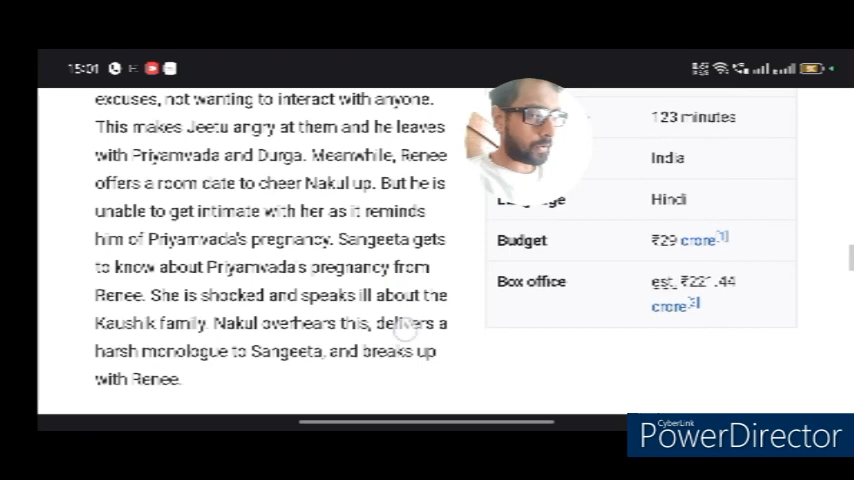 15:01
excuses, not wanting to interact with anyone.
This makes Jeetu angry at them and he leaves
with Priyamvada and Durga. Meanwhile, Renee
offers a room date to cheer Nakul up. But he is
unable to get intimate with her as it reminds
him of Priyamvada's pregnancy. Sangeeta gets
to know about Priyamvada's pregnancy from
Renee. She is shocked and speaks ill about the
Kaushik family. Nakul overhears this, delivers a
harsh monologue to Sangeeta, and breaks up
with Renee.
123 minutes
India
Language Hindi
Budget ₹29 crore[1]
Box office est. ₹221.44
crore[2]
CyberLink
PowerDirector